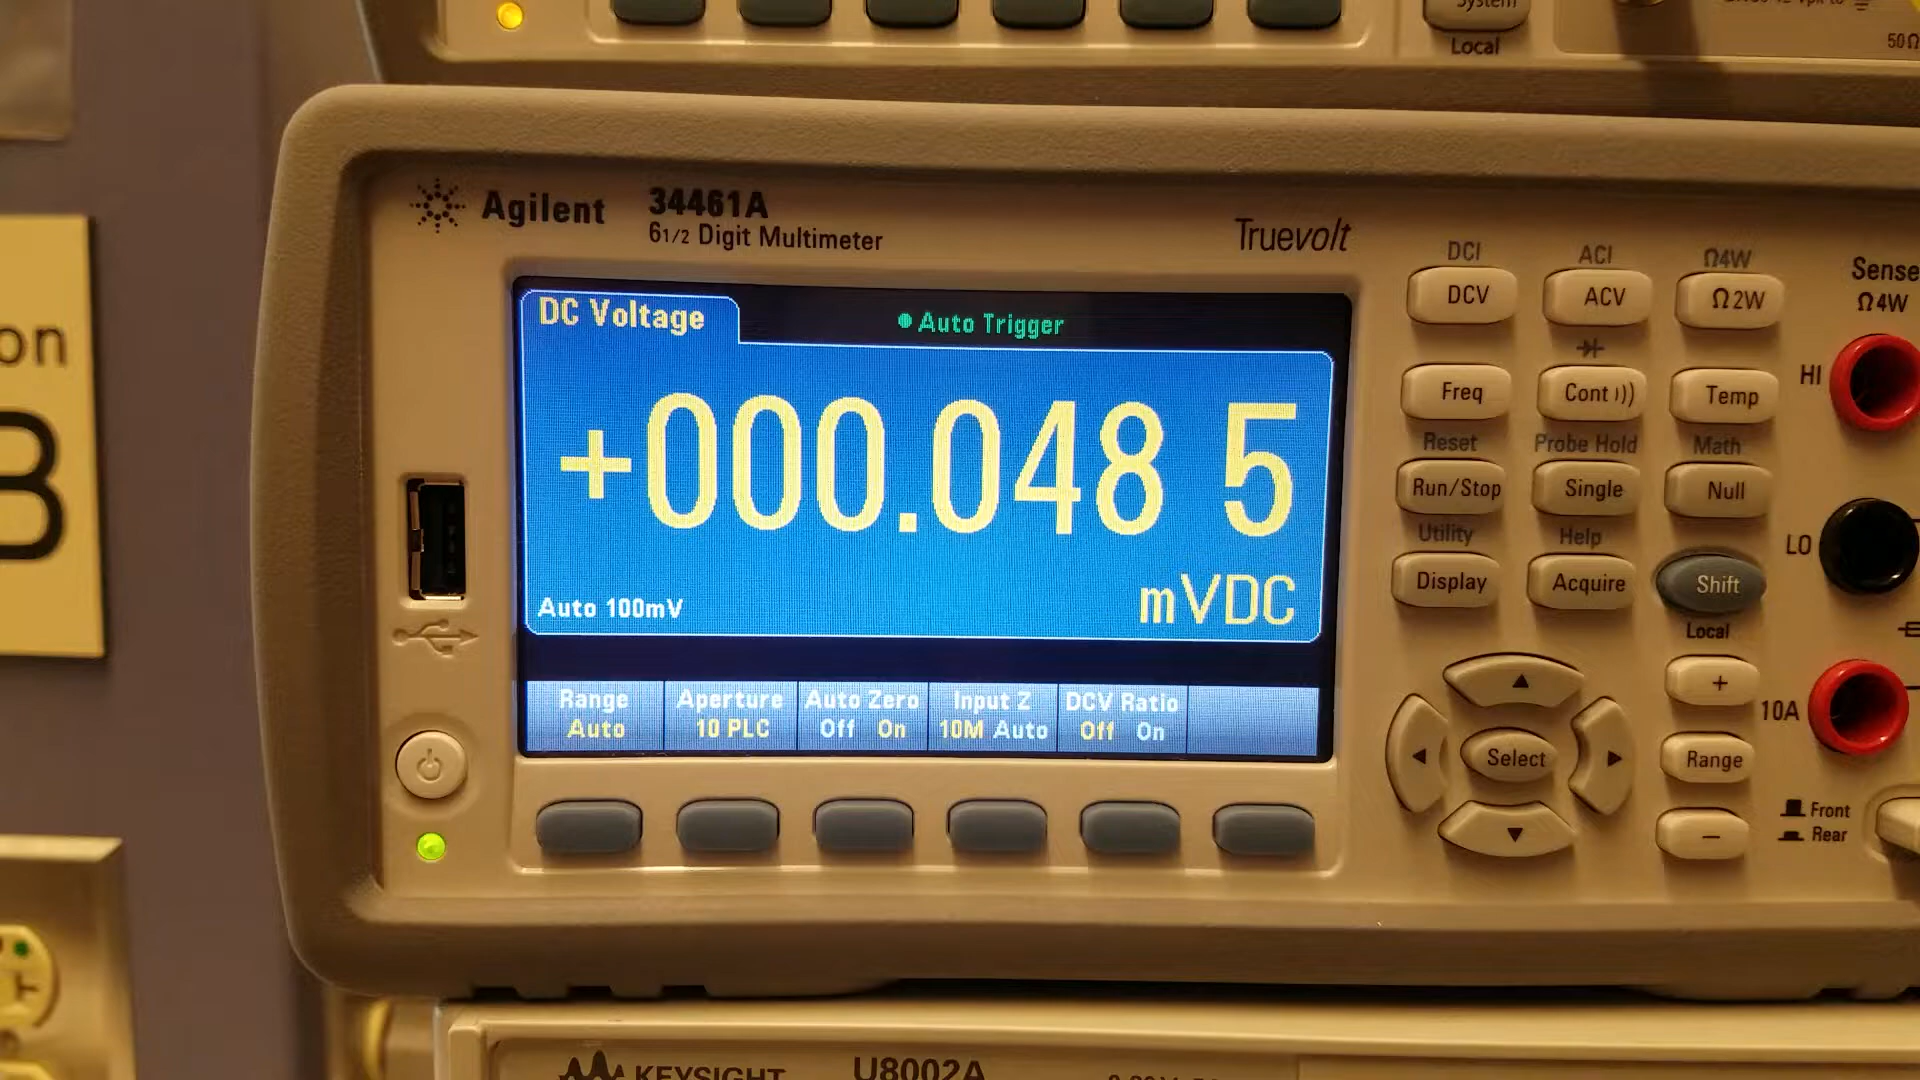 System
Local
50Ω
on
B
Agilent
34461A
6 1/2 Digit Multimeter
Truevolt
DC Voltage
Auto Trigger
+000.048 5
mVDC
Auto 100mV
Range
Auto
Aperture
10 PLC
Auto Zero
Off On
Input Z
10M Auto
DCV Ratio
Off On
DCI
DCV
ACI
ACV
Ω4W
Ω2W
Freq
Cont
Temp
Reset
Run/Stop
Probe Hold
Single
Math
Null
Utility
Display
Help
Acquire
Shift
Local
+
Range
−
Select
Sense
Ω4W
HI
LO
10A
Front
Rear
KEYSIGHT
U8002A